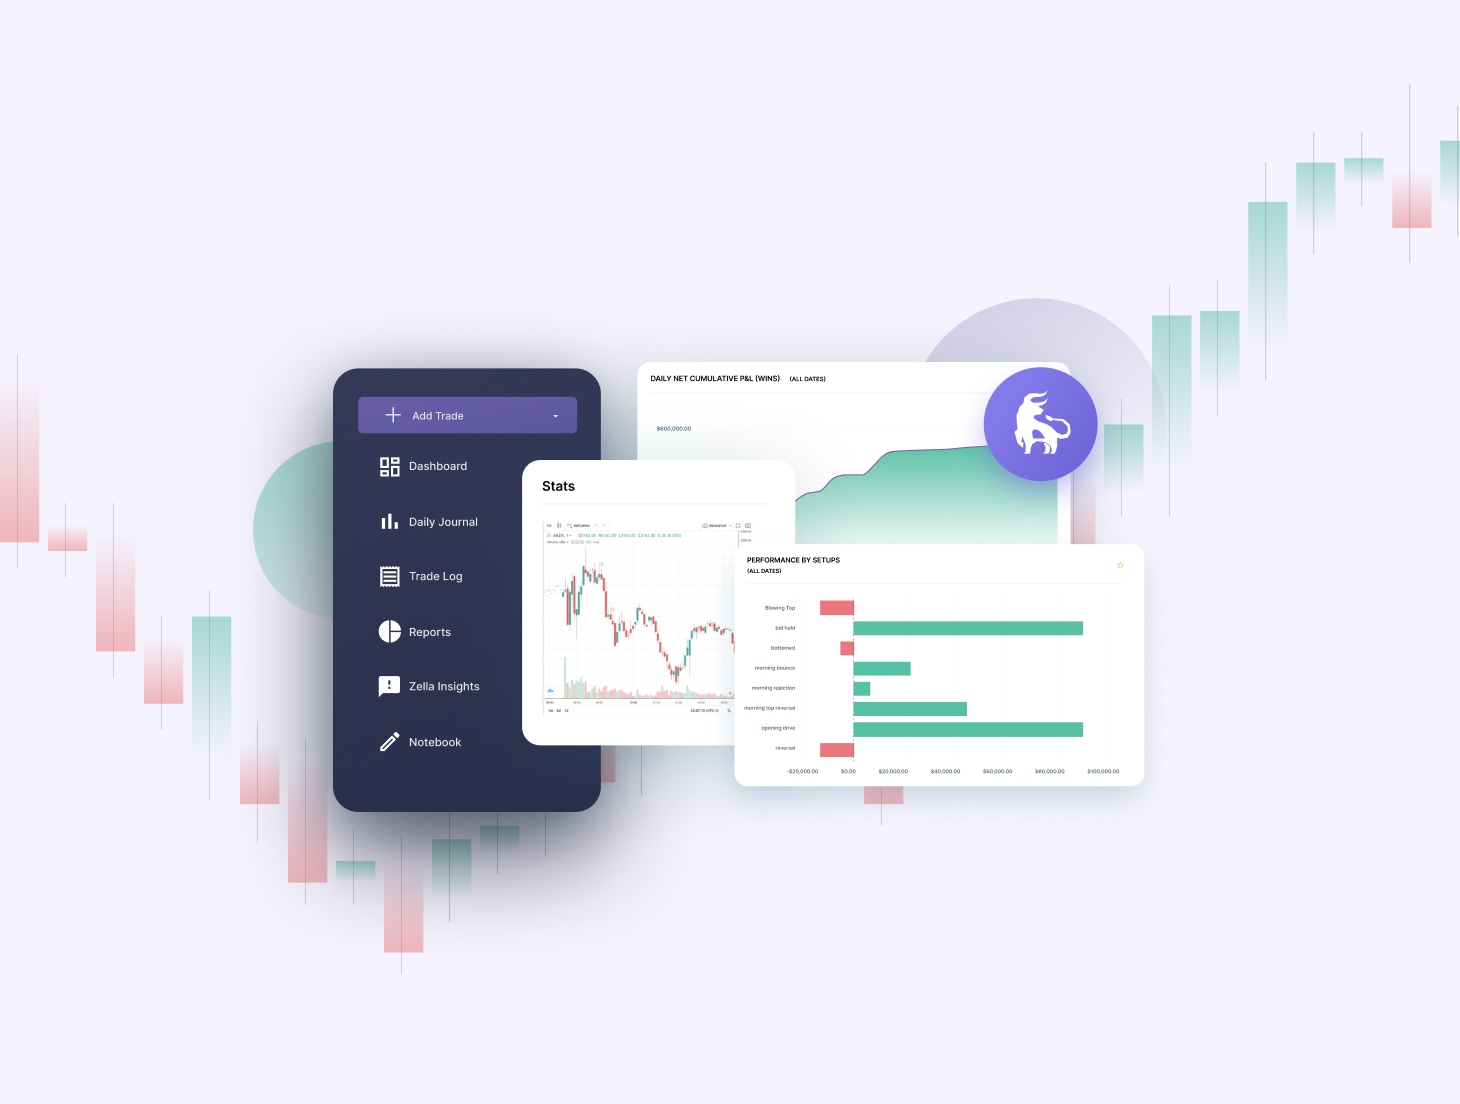 Add Trade
Dashboard
Daily Journal
Trade Log
Reports
Zella Insights
Notebook
DAILY NET CUMULATIVE P&L (WINS) (ALL DATES)
$600,000.00
Stats
Indicators
PERFORMANCE BY SETUPS
(ALL DATES)
Blowing Top
bid hold
bottomed
morning bounce
morning rejection
morning top reversal
opening drive
reversal
-$20,000.00 $0.00 $20,000.00 $40,000.00 $60,000.00 $80,000.00 $100,000.00